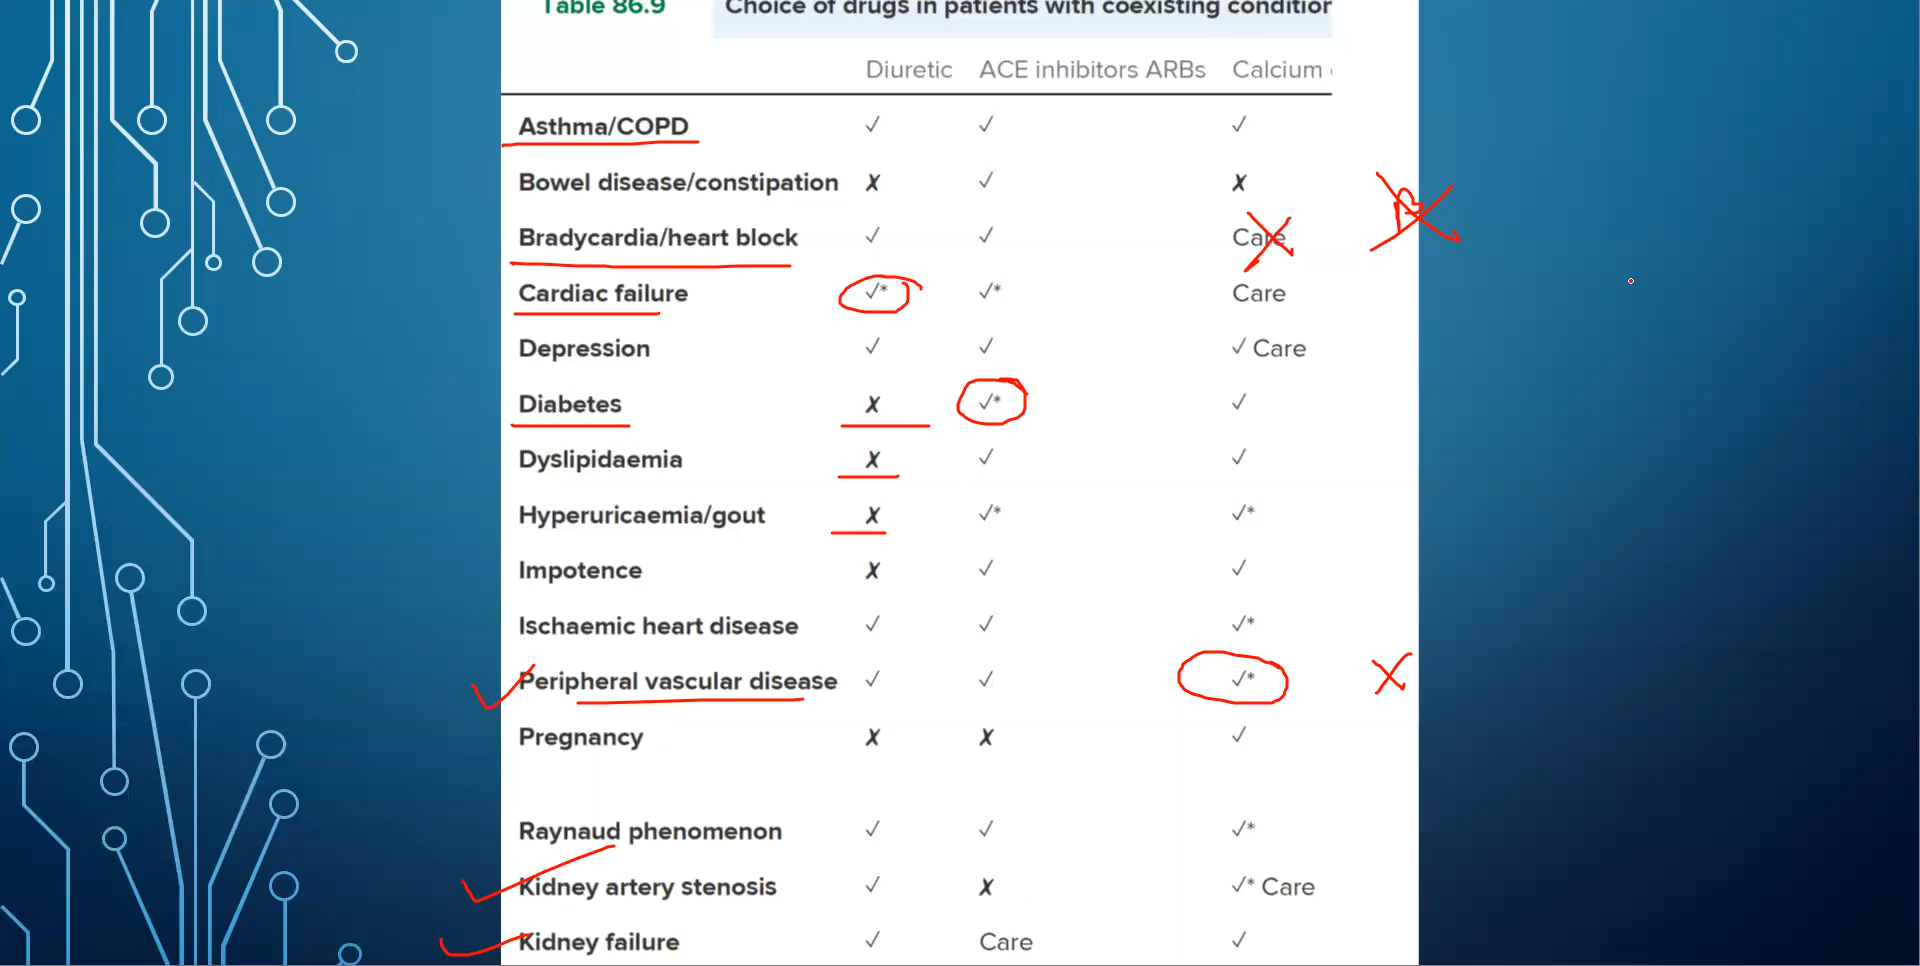 Table 86.9 Choice of drugs in patients with coexisting condition
Diuretic ACE inhibitors ARBs Calcium
Asthma/COPD ✓ ✓ ✓
Bowel disease/constipation ✗ ✓ ✗
Bradycardia/heart block ✓ ✓ Care
Cardiac failure ✓* ✓* Care
Depression ✓ ✓ ✓ Care
Diabetes ✗ ✓* ✓
Dyslipidaemia ✗ ✓ ✓
Hyperuricaemia/gout ✗ ✓* ✓*
Impotence ✗ ✓ ✓
Ischaemic heart disease ✓ ✓ ✓*
Peripheral vascular disease ✓ ✓ ✓*
Pregnancy ✗ ✗ ✓
Raynaud phenomenon ✓ ✓ ✓*
Kidney artery stenosis ✓ ✗ ✓* Care
Kidney failure ✓ Care ✓